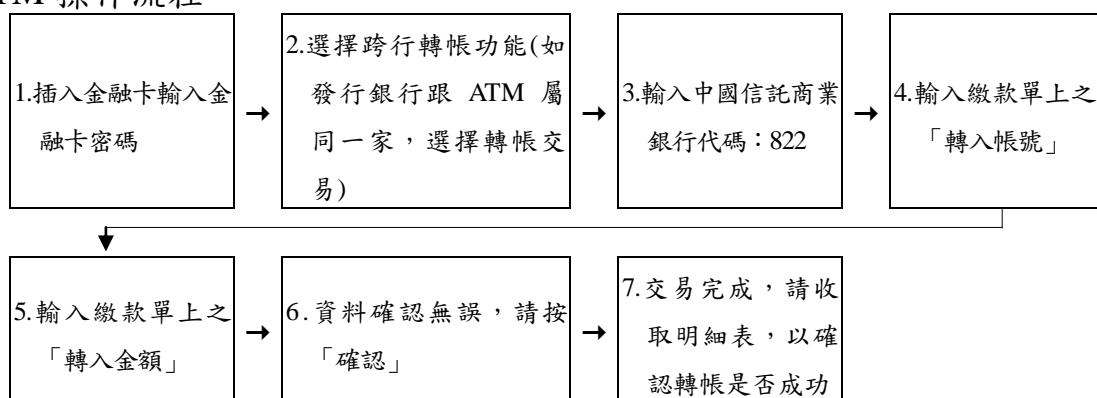 ATM 操作流程
1.插入金融卡輸入金
融卡密碼
→
2.選擇跨行轉帳功能(如
發行銀行跟 ATM 屬
同一家，選擇轉帳交
易)
→
3.輸入中國信託商業
銀行代碼：822
→
4.輸入繳款單上之
「轉入帳號」
5.輸入繳款單上之
「轉入金額」
→
6.資料確認無誤，請按
「確認」
→
7.交易完成，請收
取明細表，以確
認轉帳是否成功